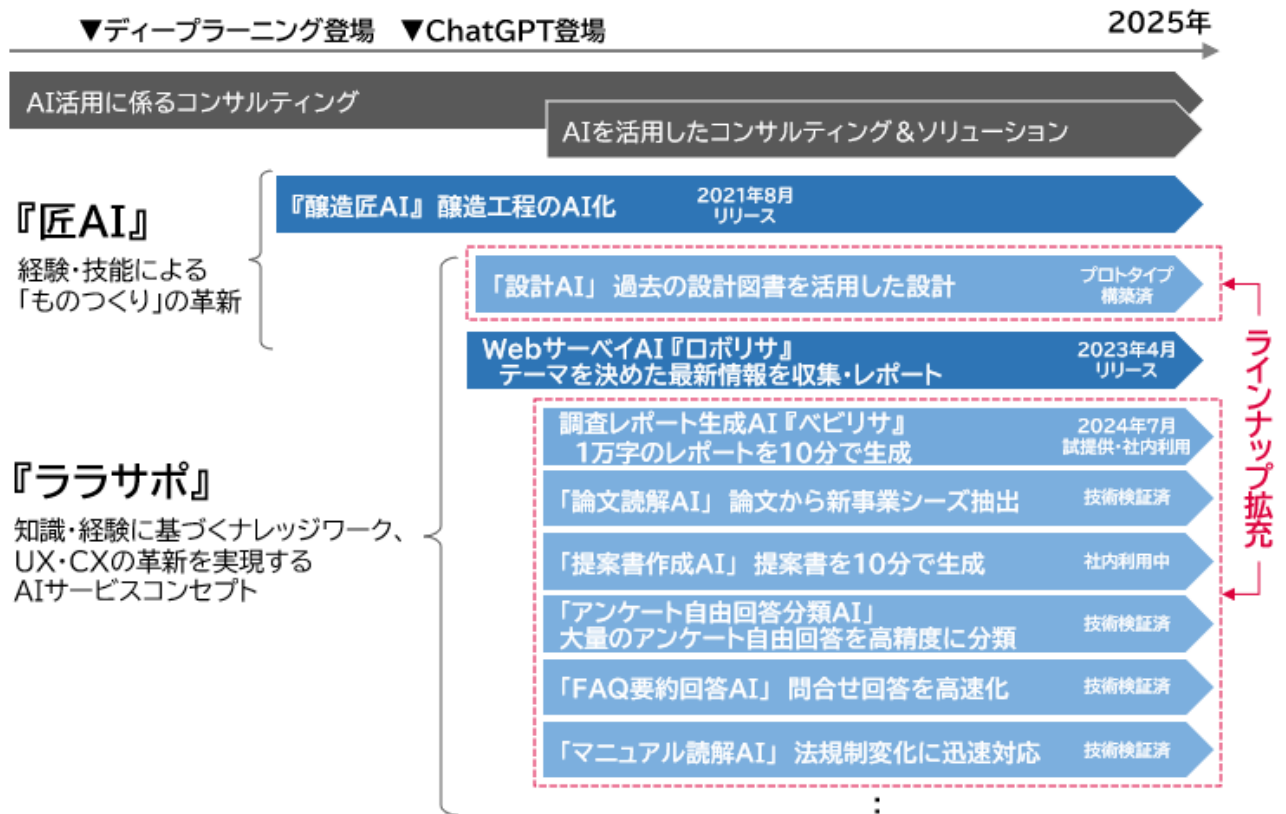 ▼ディープラーニング登場 ▼ChatGPT登場
2025年
AI活用に係るコンサルティング
AIを活用したコンサルティング＆ソリューション
『匠AI』
経験・技能による
「ものつくり」の革新
『醸造匠AI』 醸造工程のAI化
2021年8月
リリース
「設計AI」 過去の設計図書を活用した設計
プロトタイプ
構築済
WebサーベイAI『ロボリサ』
テーマを決めた最新情報を収集・レポート
2023年4月
リリース
ラインナップ拡充
『ララサポ』
知識・経験に基づくナレッジワーク、
UX・CXの革新を実現する
AIサービスコンセプト
調査レポート生成AI『ベビリサ』
1万字のレポートを10分で生成
2024年7月
試提供・社内利用
「論文読解AI」 論文から新事業シーズ抽出
技術検証済
「提案書作成AI」 提案書を10分で生成
社内利用中
「アンケート自由回答分類AI」
大量のアンケート自由回答を高精度に分類
技術検証済
「FAQ要約回答AI」 問合せ回答を高速化
技術検証済
「マニュアル読解AI」 法規制変化に迅速対応
技術検証済
︙